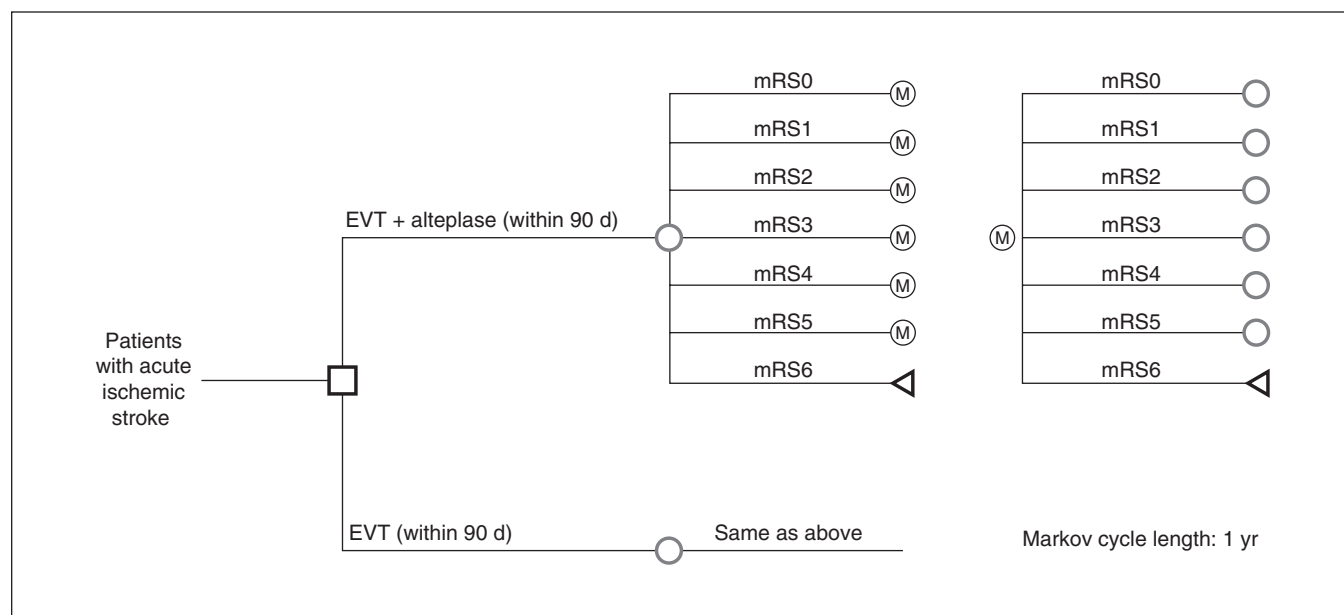 Patients
with acute
ischemic
stroke
EVT + alteplase (within 90 d)
mRS0
M
mRS1
M
mRS2
M
mRS3
M
mRS4
M
mRS5
M
mRS6
M
mRS0
mRS1
mRS2
mRS3
mRS4
mRS5
mRS6
EVT (within 90 d)
Same as above
Markov cycle length: 1 yr